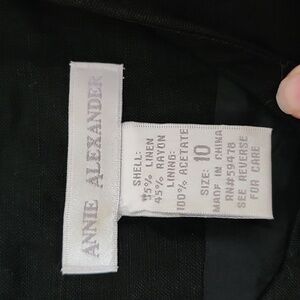 ANNIE ALEXANDER
SHELL:
55% LINEN
45% RAYON
LINING:
100% ACETATE
SIZE: 10
MADE IN CHINA
RN#59478
SEE REVERSE
FOR CARE